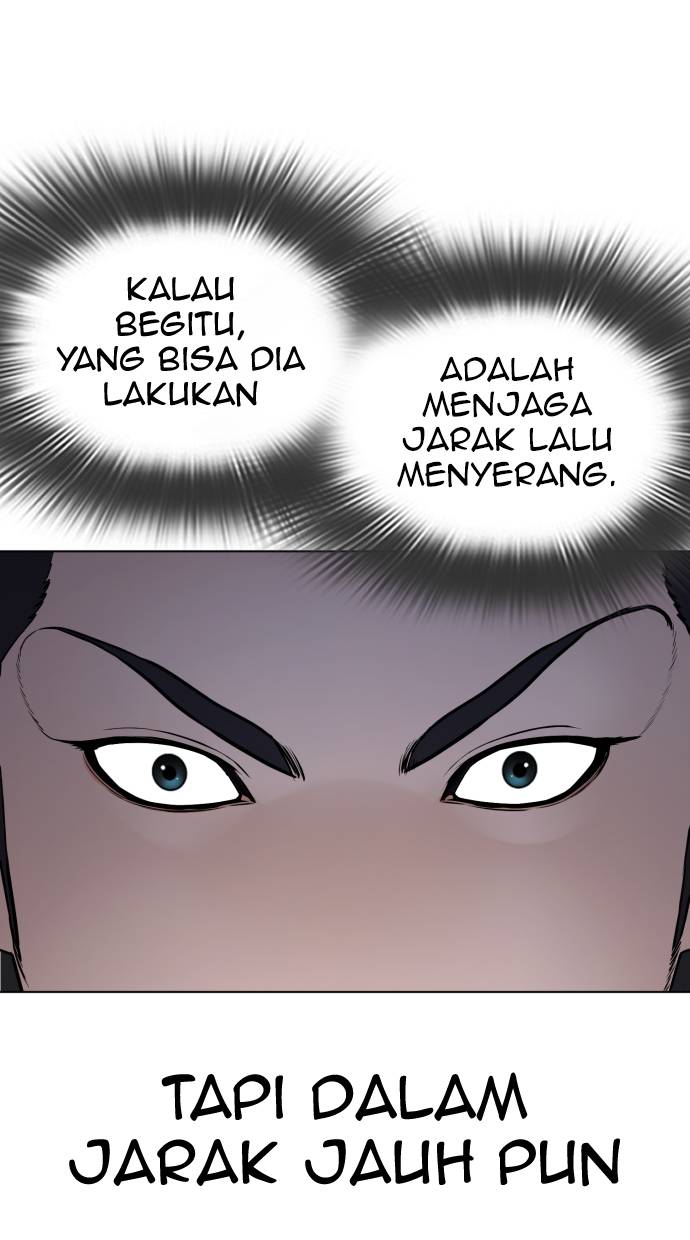 KALAU
BEGITU,
YANG BISA DIA
LAKUKAN
ADALAH
MENJAGA
JARAK LALU
MENYERANG.
TAPI DALAM
JARAK JAUH PUN